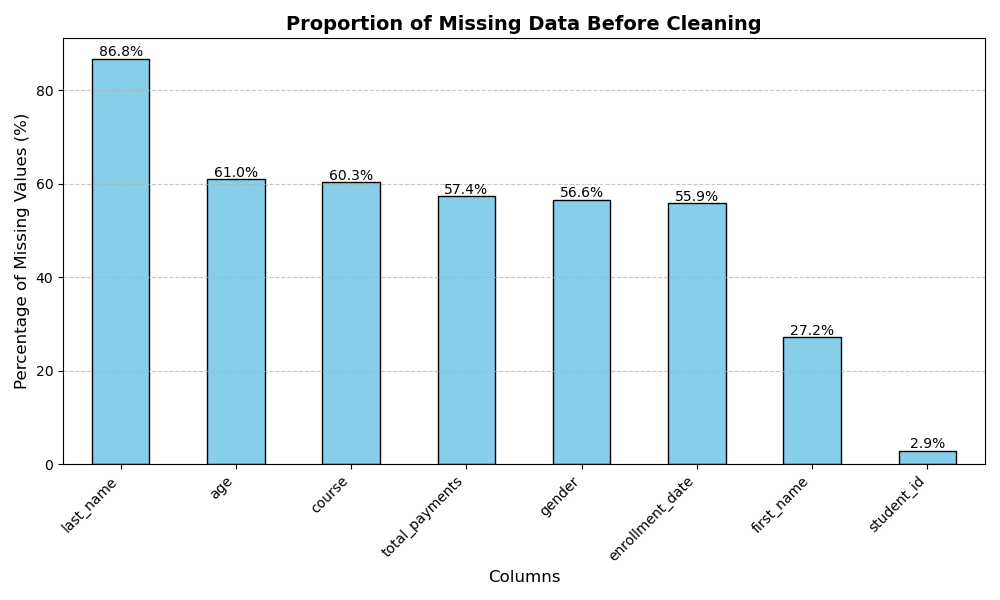 Proportion of Missing Data Before Cleaning
Percentage of Missing Values (%)
80
60
40
20
0
86.8%
61.0%
60.3%
57.4%
56.6%
55.9%
27.2%
2.9%
last_name
age
course
total_payments
gender
enrollment_date
first_name
student_id
Columns